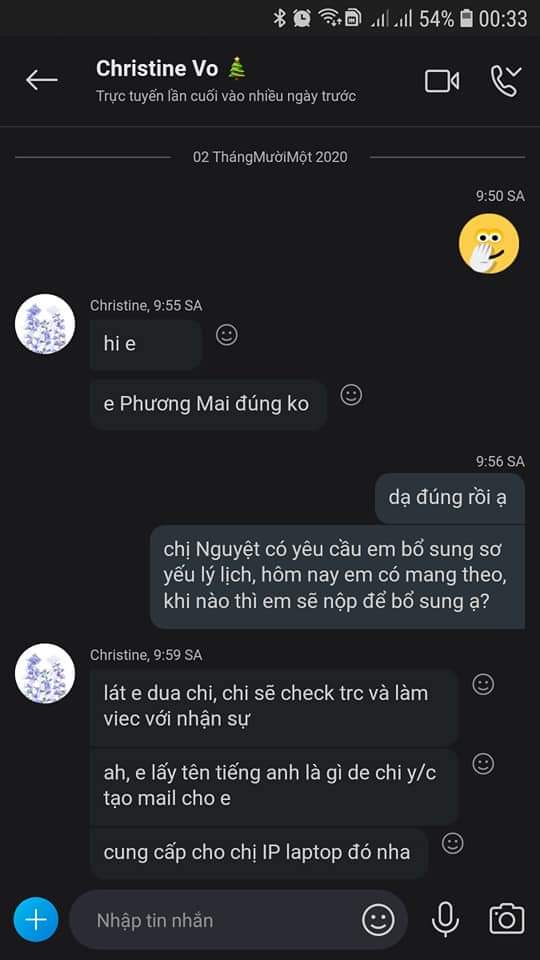 54% 00:33
Christine Vo
Trực tuyến lần cuối vào nhiều ngày trước
02 ThángMườiMột 2020
9:50 SA
Christine, 9:55 SA
hi e
e Phương Mai đúng ko
9:56 SA
dạ đúng rồi ạ
chị Nguyệt có yêu cầu em bổ sung sơ
yếu lý lịch, hôm nay em có mang theo,
khi nào thì em sẽ nộp để bổ sung ạ?
Christine, 9:59 SA
lát e dua chi, chi sẽ check trc và làm
viec với nhận sự
ah, e lấy tên tiếng anh là gì de chi y/c
tạo mail cho e
cung cấp cho chị IP laptop đó nha
Nhập tin nhắn